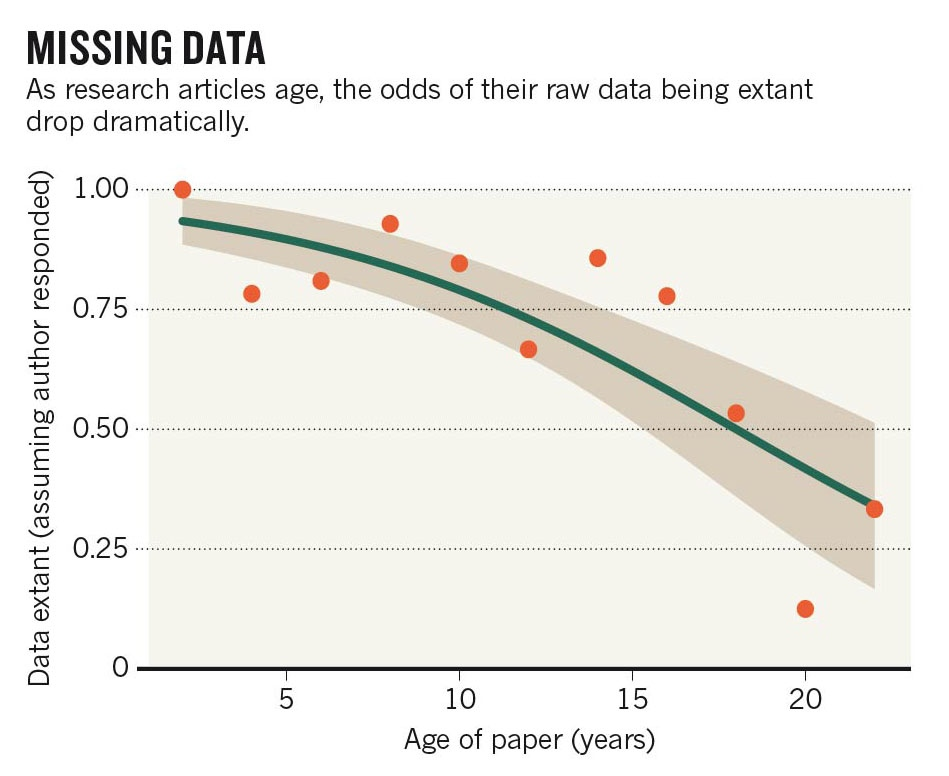 MISSING DATA
As research articles age, the odds of their raw data being extant
drop dramatically.
Data extant (assuming author responded)
1.00
0.75
0.50
0.25
0
5
10
15
20
Age of paper (years)